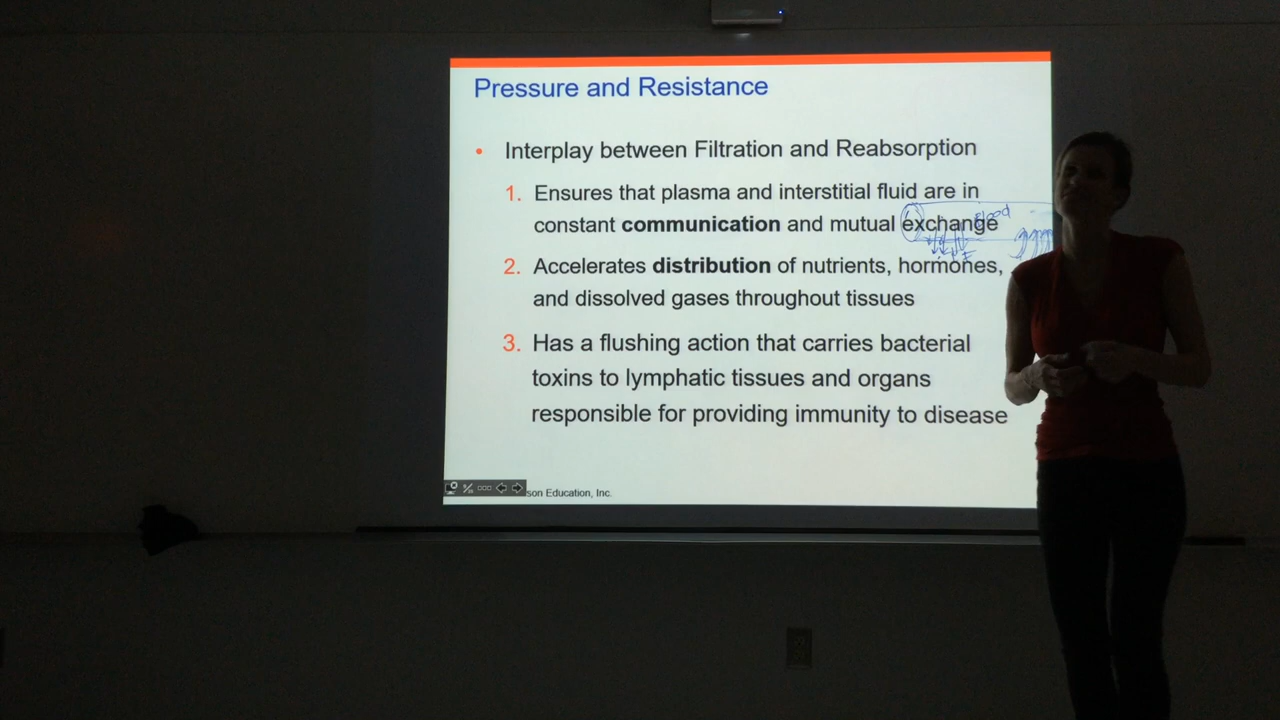 Pressure and Resistance
• Interplay between Filtration and Reabsorption
1. Ensures that plasma and interstitial fluid are in
constant communication and mutual exchange
Blood
2. Accelerates distribution of nutrients, hormones,
and dissolved gases throughout tissues
3. Has a flushing action that carries bacterial
toxins to lymphatic tissues and organs
responsible for providing immunity to disease
son Education, Inc.